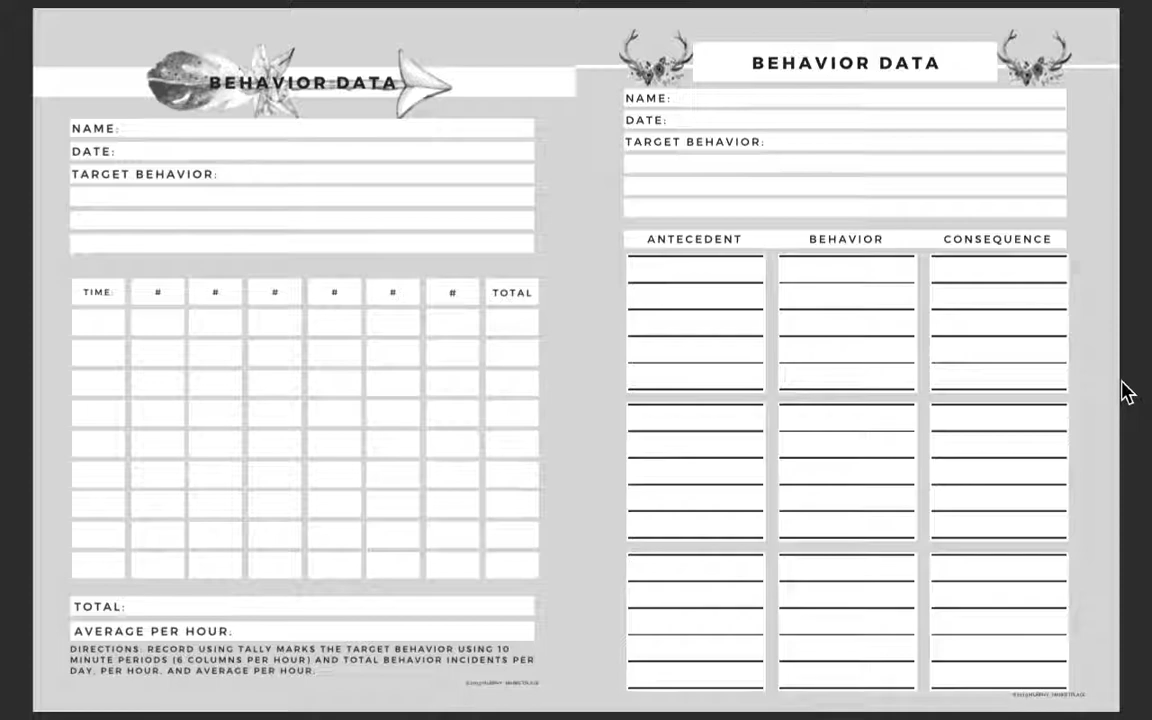 BEHAVIOR DATA
NAME:
DATE:
TARGET BEHAVIOR:
TIME: # # # # # # TOTAL
TOTAL:
AVERAGE PER HOUR:
DIRECTIONS: RECORD USING TALLY MARKS THE TARGET BEHAVIOR USING 10
MINUTE PERIODS (6 COLUMNS PER HOUR) AND TOTAL BEHAVIOR INCIDENTS PER
DAY, PER HOUR, AND AVERAGE PER HOUR.
BEHAVIOR DATA
NAME:
DATE:
TARGET BEHAVIOR:
ANTECEDENT BEHAVIOR CONSEQUENCE